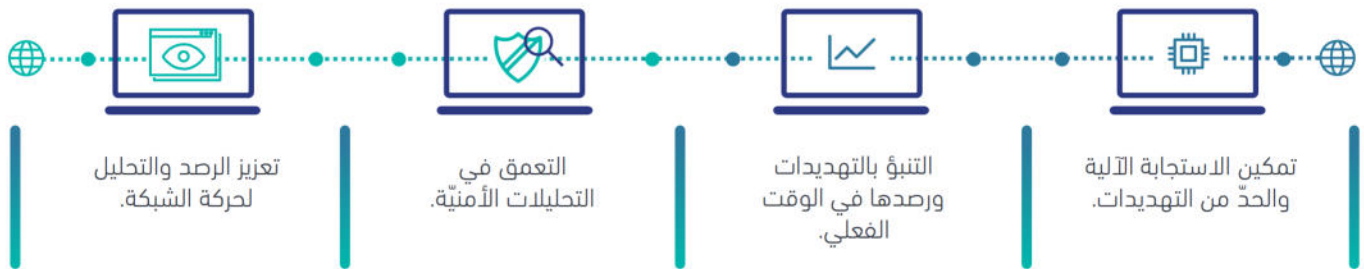 تمكين الاستجابة الآلية
والحدّ من التهديدات.
التنبؤ بالتهديدات
ورصدها في الوقت
الفعلي.
التعمق في
التحليلات الأمنيّة.
تعزيز الرصد والتحليل
لحركة الشبكة.